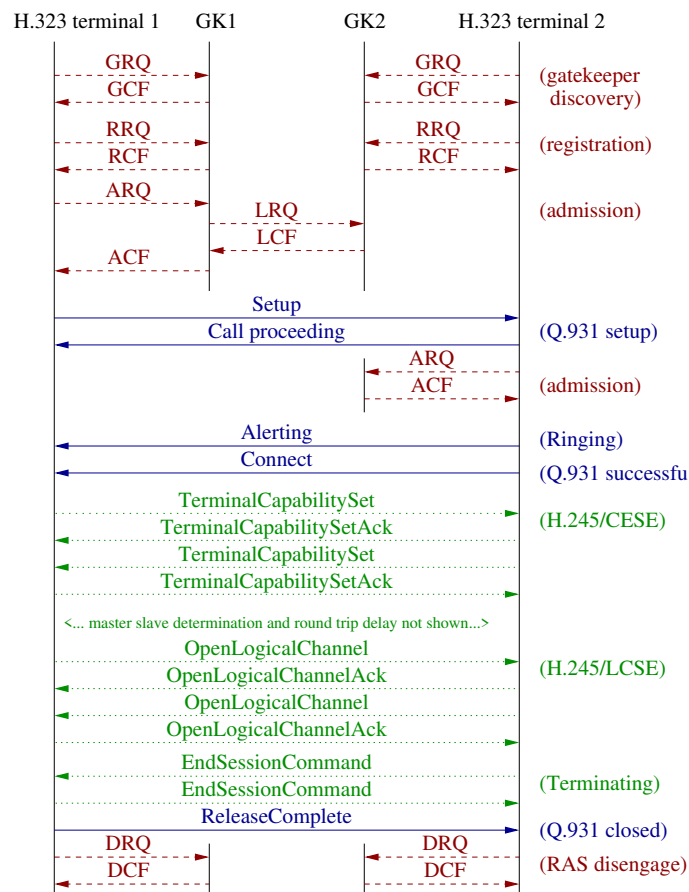 H.323 terminal 1 GK1 GK2 H.323 terminal 2
GRQ GRQ (gatekeeper
GCF GCF discovery)
RRQ RRQ (registration)
RCF RCF
ARQ
LRQ (admission)
LCF
ACF
Setup
Call proceeding (Q.931 setup)
ARQ
ACF (admission)
Alerting (Ringing)
Connect (Q.931 successfu
TerminalCapabilitySet
TerminalCapabilitySetAck (H.245/CESE)
TerminalCapabilitySet
TerminalCapabilitySetAck
<... master slave determination and round trip delay not shown...>
OpenLogicalChannel
OpenLogicalChannelAck (H.245/LCSE)
OpenLogicalChannel
OpenLogicalChannelAck
EndSessionCommand
EndSessionCommand (Terminating)
ReleaseComplete (Q.931 closed)
DRQ DRQ (RAS disengage)
DCF DCF